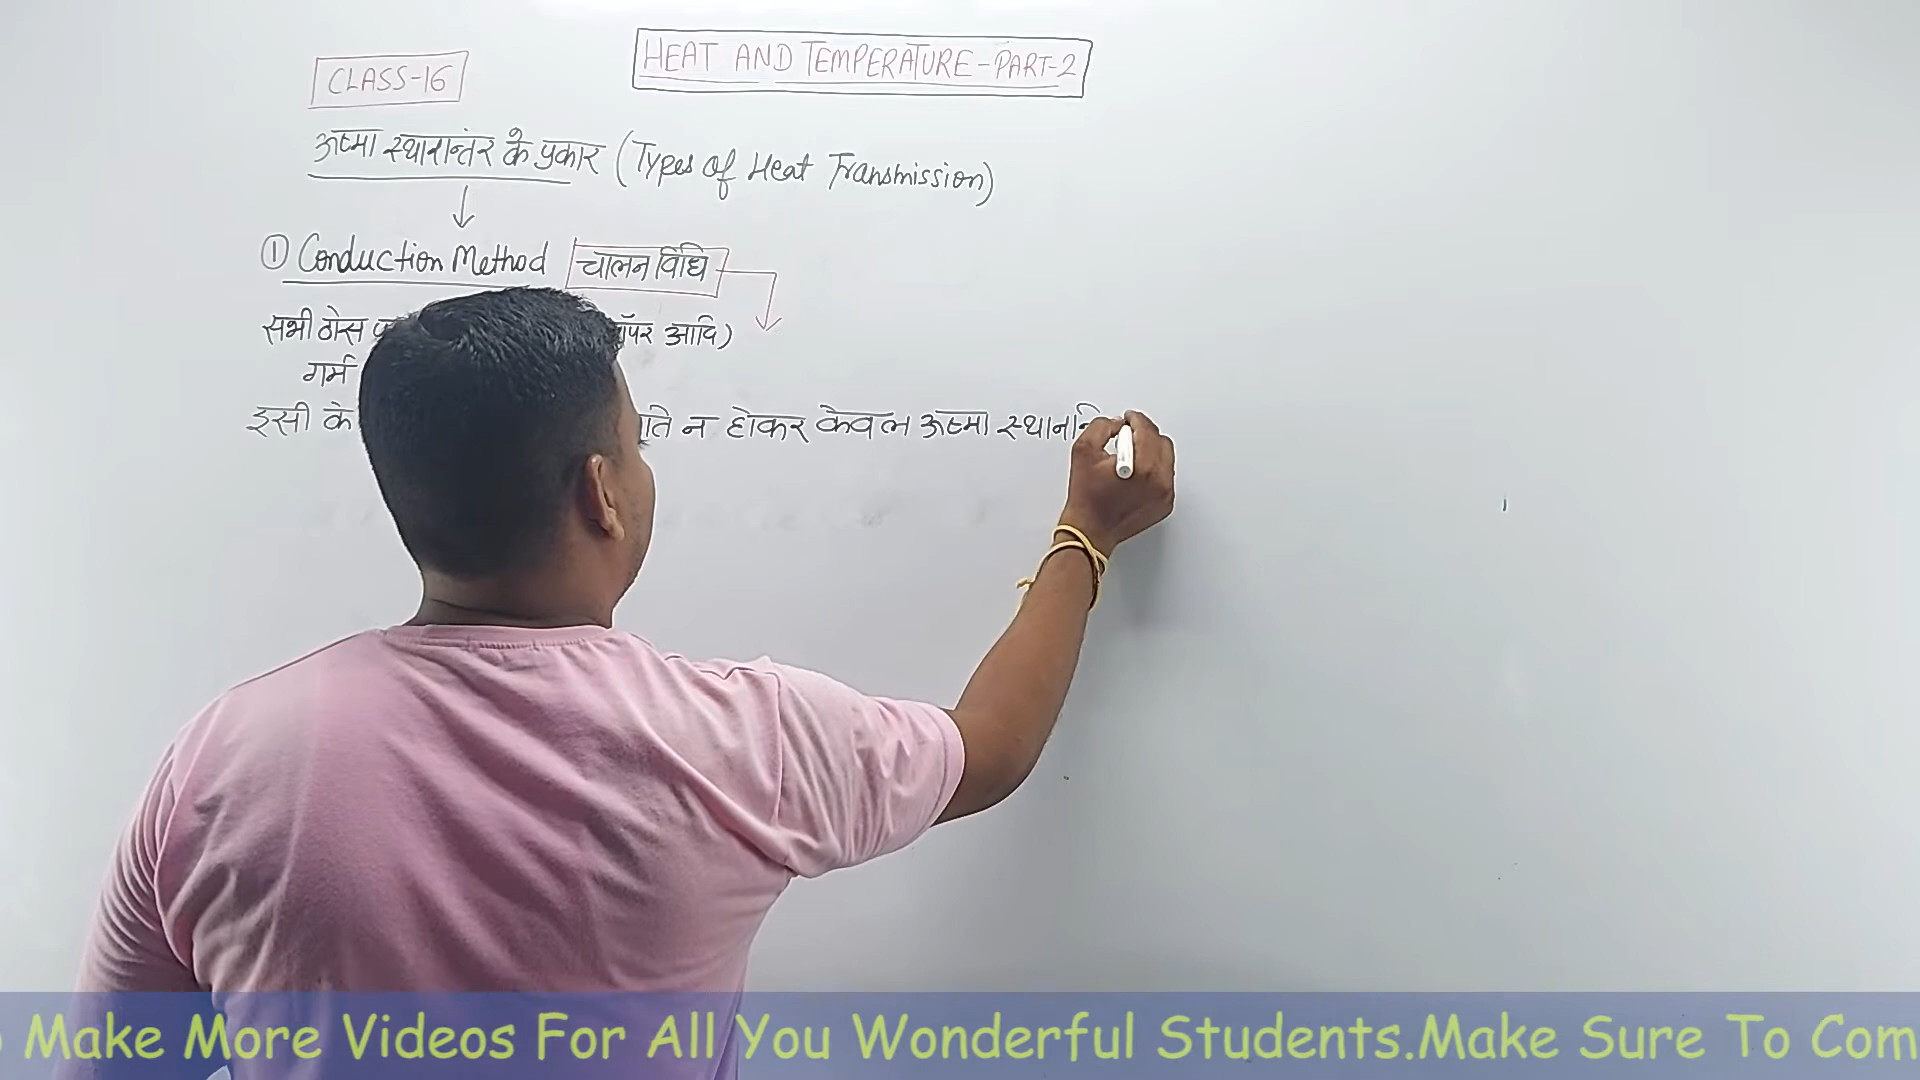 CLASS-16
HEAT AND TEMPERATURE-PART-2
ऊष्मा स्थानान्तर के प्रकार (Types of Heat Transmission)
① Conduction Method चालन विधि
सभी ठोस कॉपर आदि)
गर्म
इसी के गति न होकर केवल ऊष्मा
Make More Videos For All You Wonderful Students.Make Sure To Com